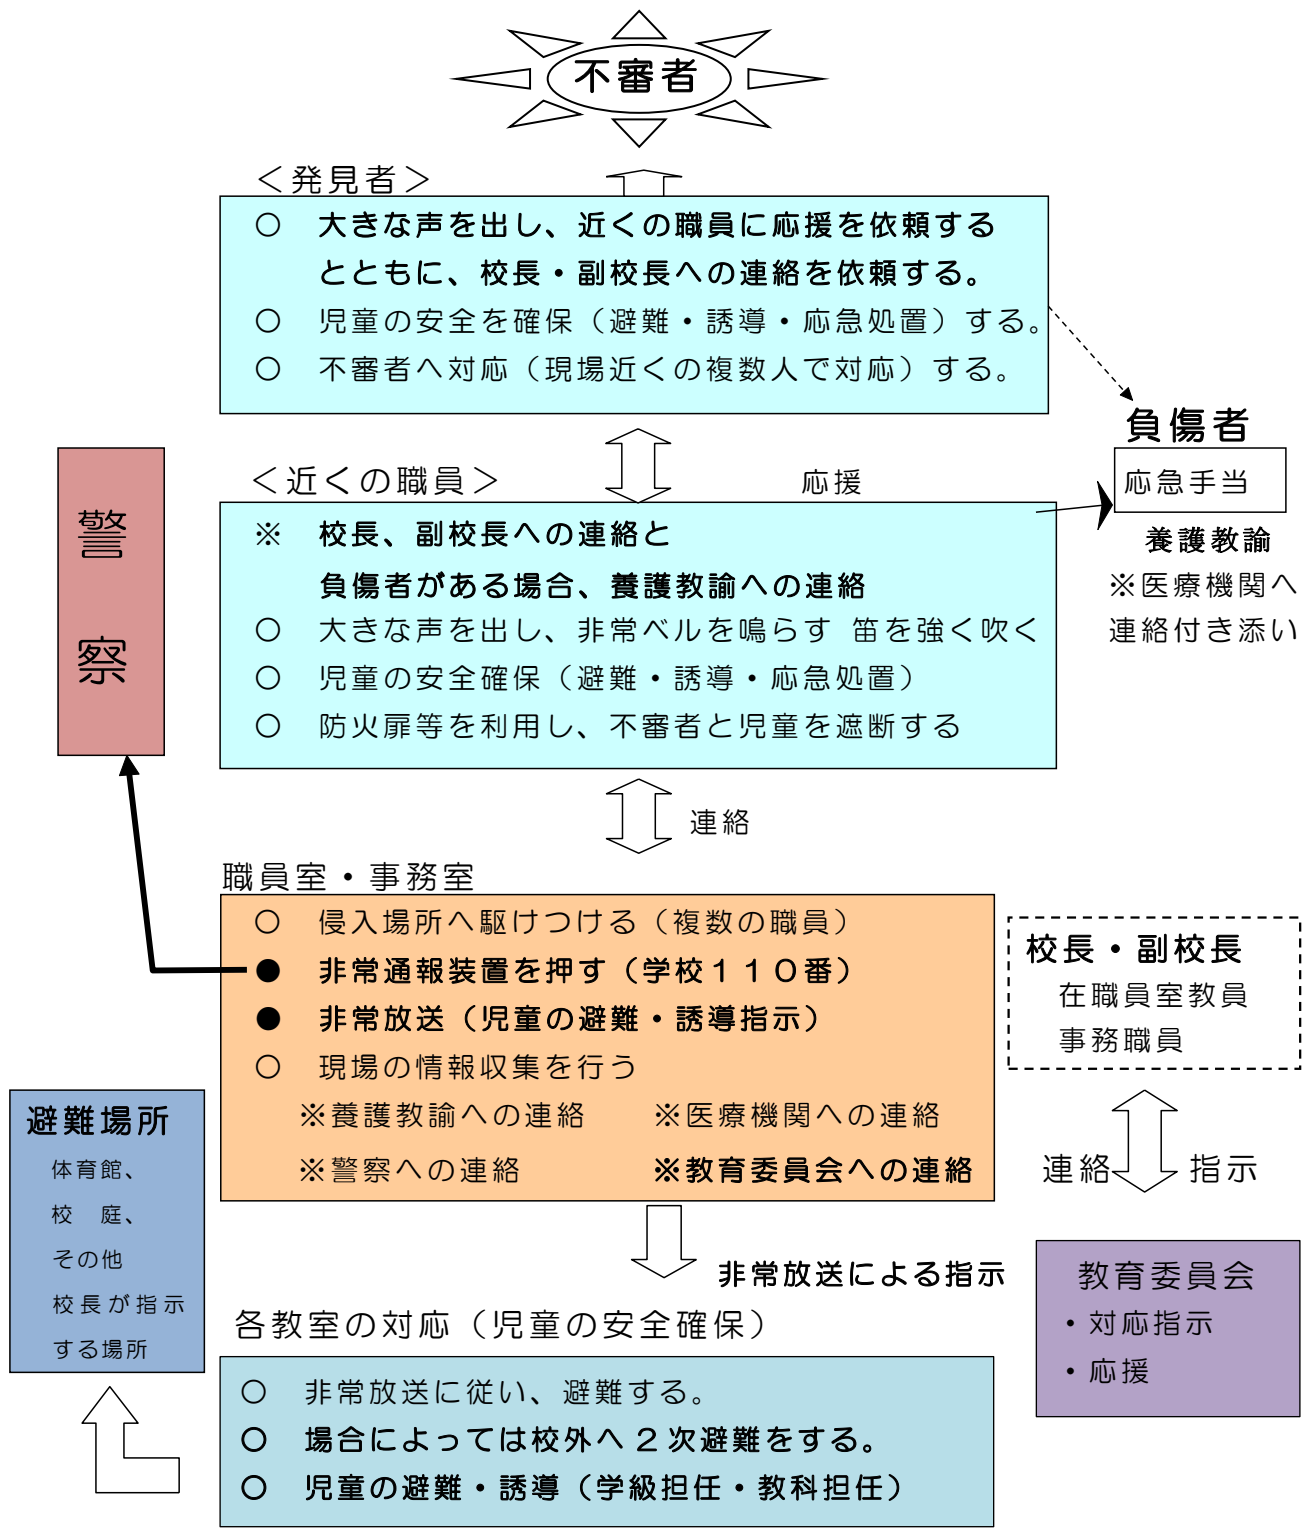 不審者
＜発見者＞
○　大きな声を出し、近くの職員に応援を依頼する
とともに、校長・副校長への連絡を依頼する。
○　児童の安全を確保（避難・誘導・応急処置）する。
○　不審者へ対応（現場近くの複数人で対応）する。
負傷者
応急手当
養護教諭
※医療機関へ
連絡付き添い
警
察
＜近くの職員＞
応援
※　校長、副校長への連絡と
負傷者がある場合、養護教諭への連絡
○　大きな声を出し、非常ベルを鳴らす 笛を強く吹く
○　児童の安全確保（避難・誘導・応急処置）
○　防火扉等を利用し、不審者と児童を遮断する
連絡
職員室・事務室
○　侵入場所へ駆けつける（複数の職員）
●　非常通報装置を押す（学校１１０番）
●　非常放送（児童の避難・誘導指示）
○　現場の情報収集を行う
※養護教諭への連絡　　※医療機関への連絡
※警察への連絡　　※教育委員会への連絡
校長・副校長
在職員室教員
事務職員
連絡　指示
教育委員会
・対応指示
・応援
避難場所
体育館、
校　庭、
その他
校長が指示
する場所
非常放送による指示
各教室の対応（児童の安全確保）
○　非常放送に従い、避難する。
○　場合によっては校外へ２次避難をする。
○　児童の避難・誘導（学級担任・教科担任）